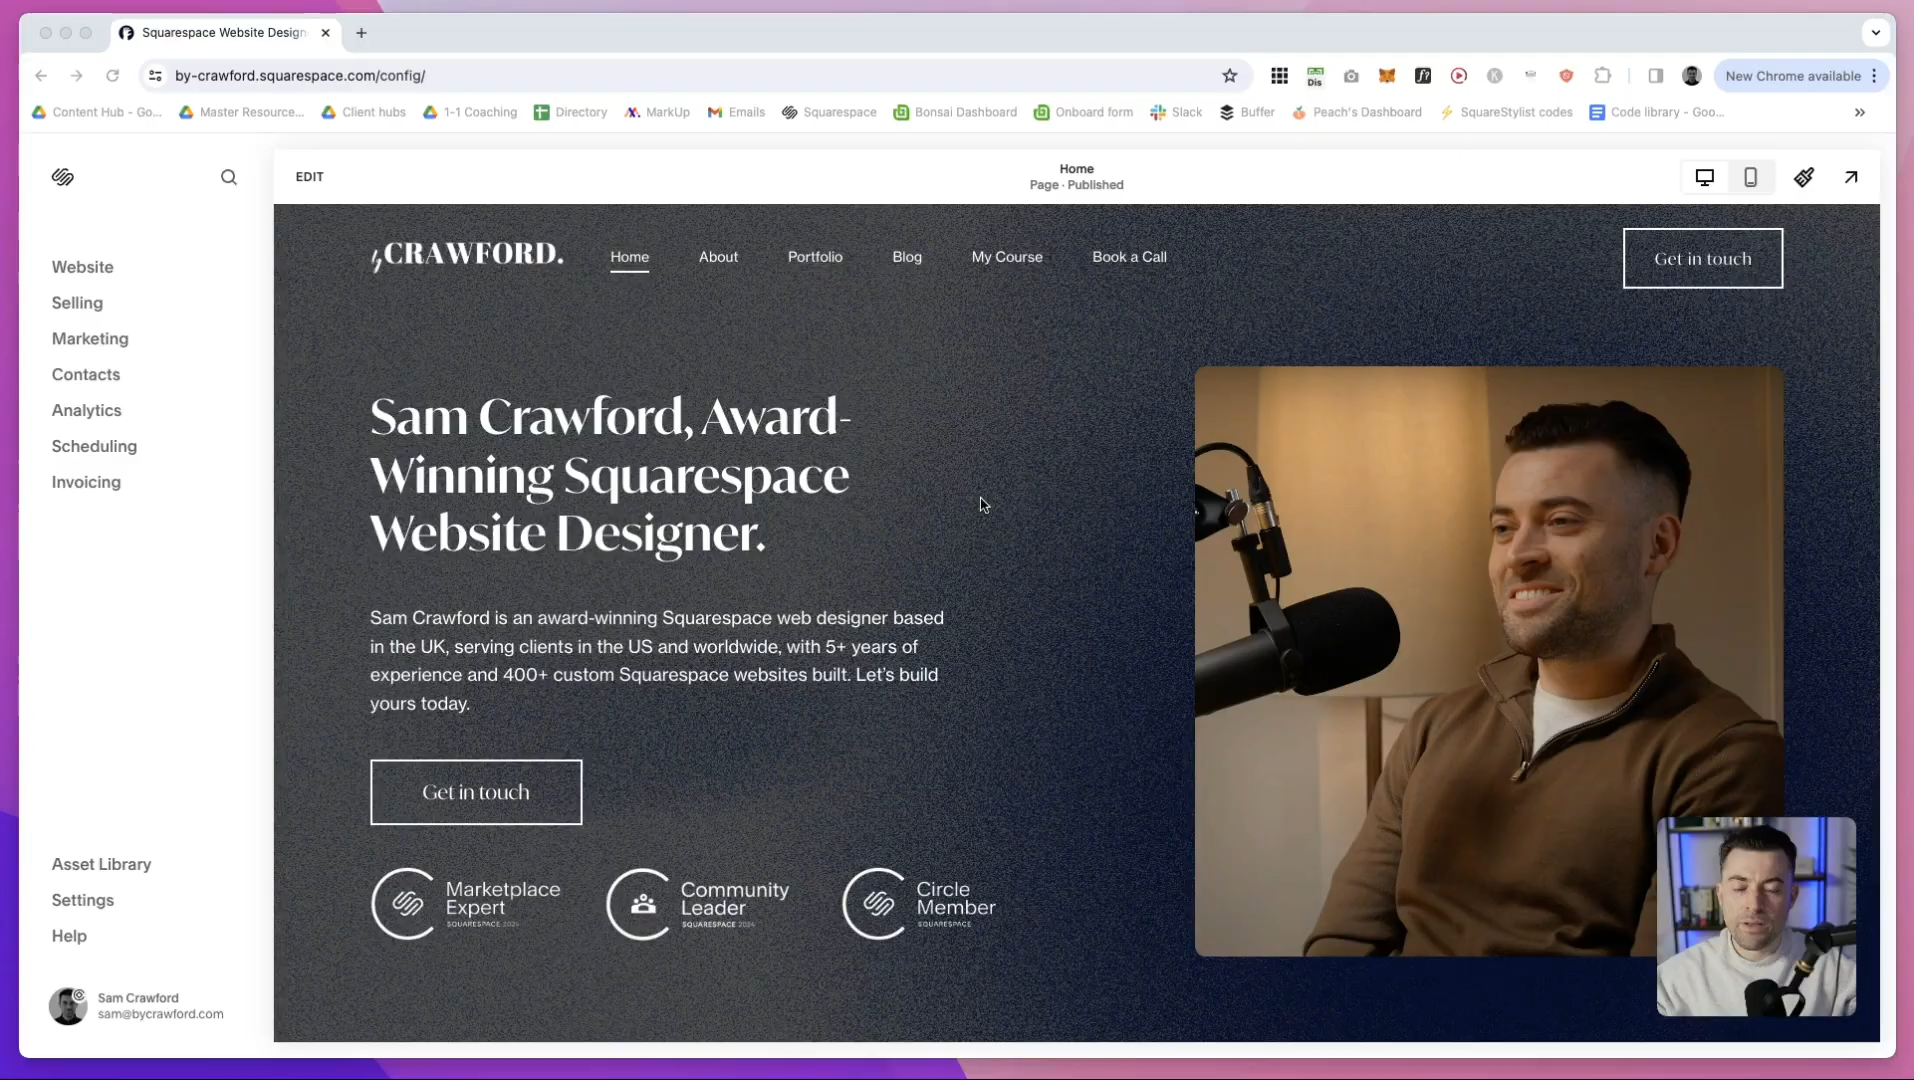 Squarespace Website Design
by-crawford.squarespace.com/config/
Dis
f?
K
New Chrome available
Content Hub - Go...
Master Resource...
Client hubs
1-1 Coaching
Directory
MarkUp
Emails
Squarespace
Bonsai Dashboard
Onboard form
Slack
Buffer
Peach's Dashboard
SquareStylist codes
Code library - Goo...
EDIT
Home
Page · Published
Website
Selling
Marketing
Contacts
Analytics
Scheduling
Invoicing
Asset Library
Settings
Help
Sam Crawford
sam@bycrawford.com
by CRAWFORD.
Home
About
Portfolio
Blog
My Course
Book a Call
Get in touch
Sam Crawford, Award-
Winning Squarespace
Website Designer.
Sam Crawford is an award-winning Squarespace web designer based
in the UK, serving clients in the US and worldwide, with 5+ years of
experience and 400+ custom Squarespace websites built. Let's build
yours today.
Get in touch
Marketplace
Expert
SQUARESPACE
Community
Leader
SQUARESPACE 2024
Circle
Member
SQUARESPACE